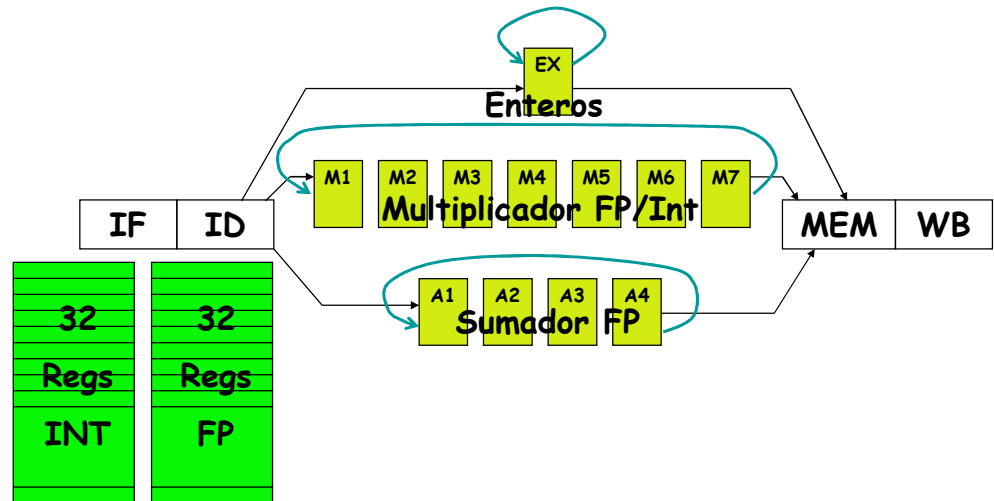 EX
Enteros
M1 M2 M3 M4 M5 M6 M7
Multiplicador FP/Int
IF ID MEM WB
A1 A2 A3 A4
Sumador FP
32 32
Regs Regs
INT FP